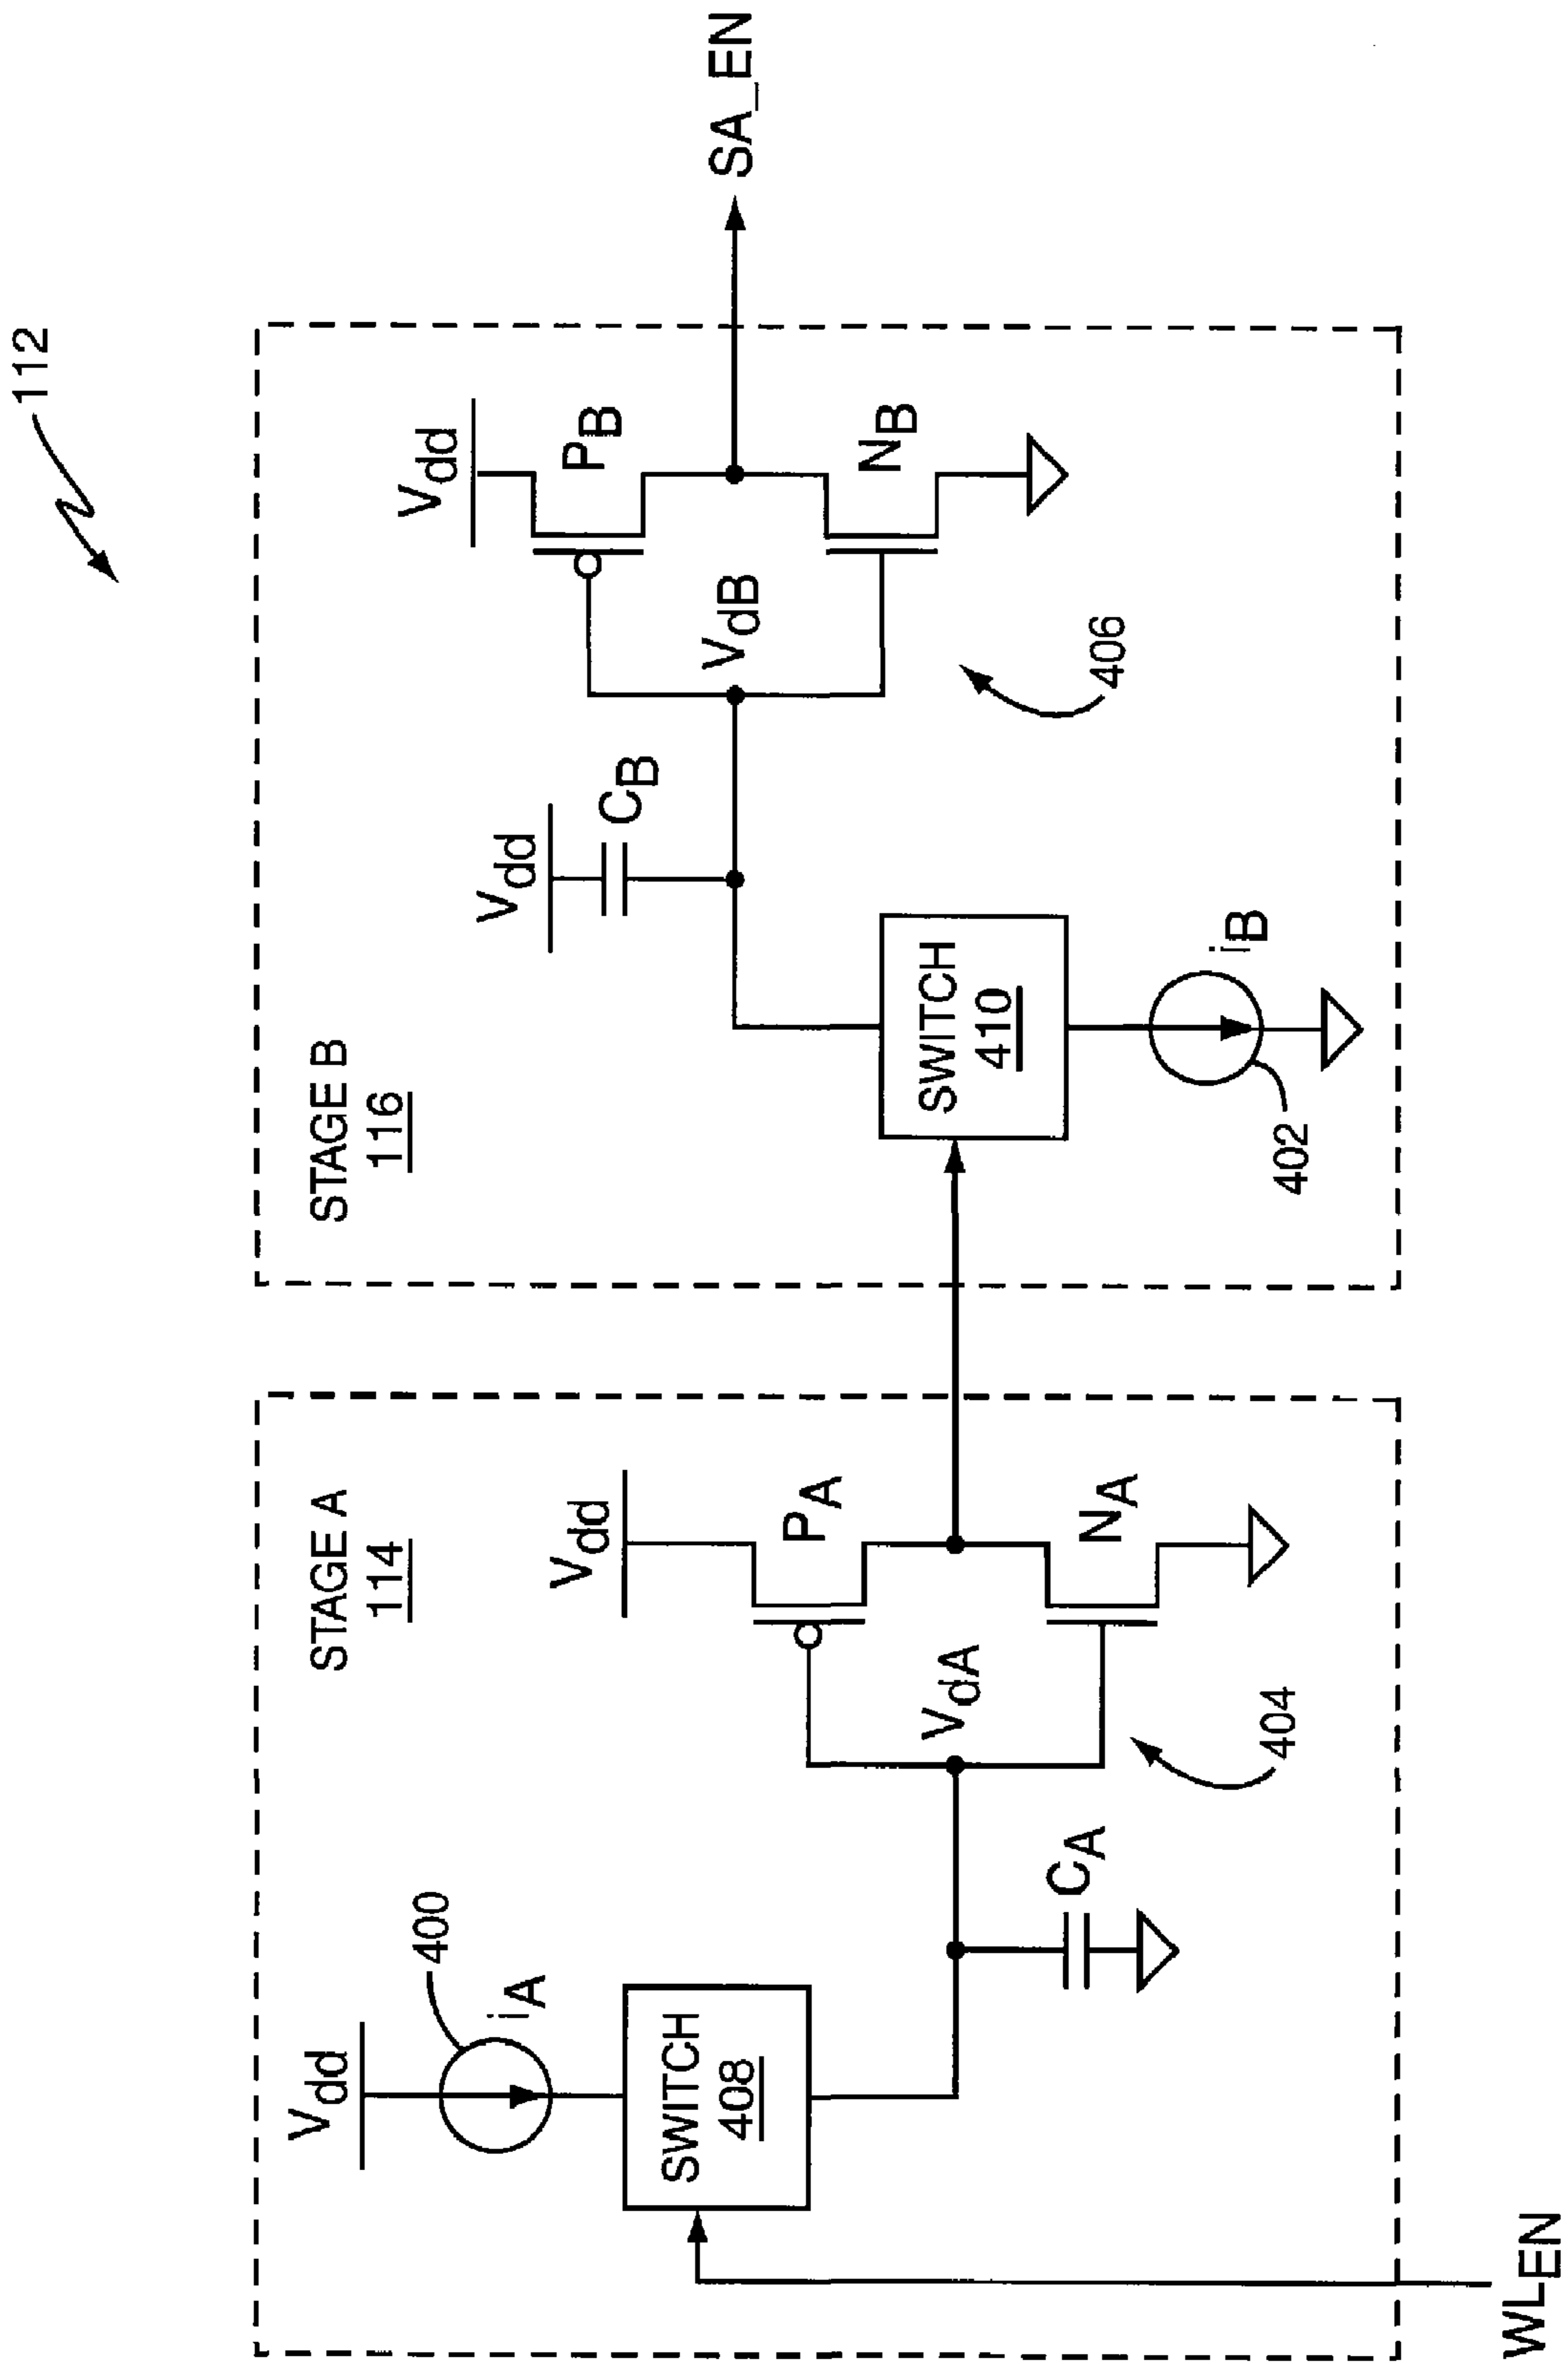 112
STAGE A
114
STAGE B
116
Vdd
400
iA
SWITCH
408
WLEN
CA
VdA
404
Vdd
PA
NA
SWITCH
410
402
iB
Vdd
CB
VdB
406
Vdd
PB
NB
SA_EN